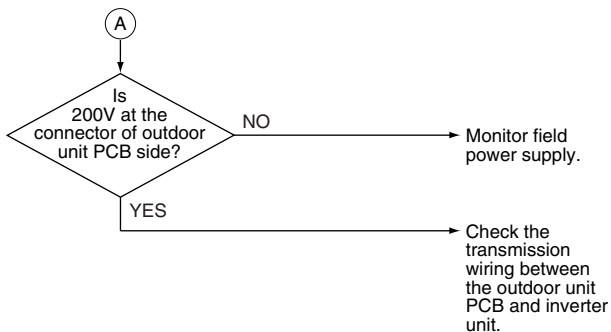 A
Is
200V at the
connector of outdoor
unit PCB side?
NO
Monitor field
power supply.
YES
Check the
transmission
wiring between
the outdoor unit
PCB and inverter
unit.